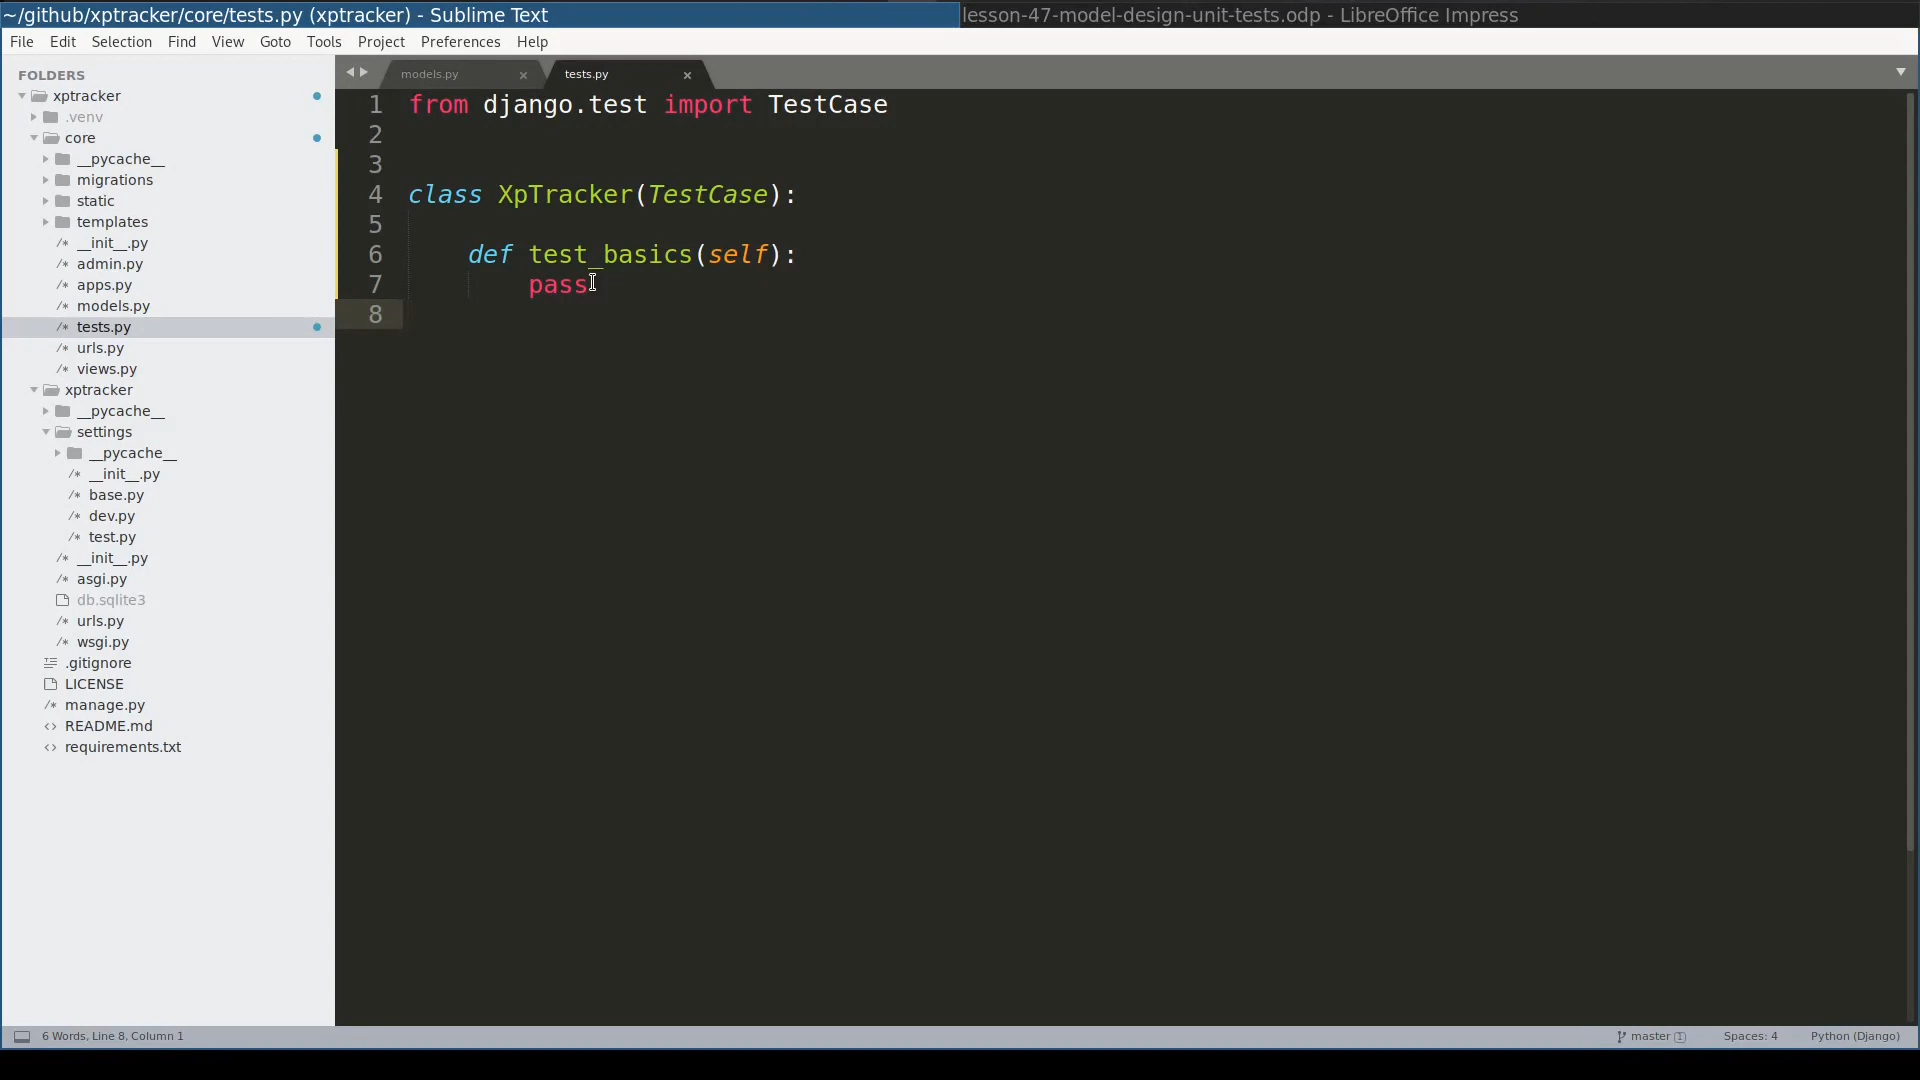 ~/github/xptracker/core/tests.py (xptracker) - Sublime Text
lesson-47-model-design-unit-tests.odp - LibreOffice Impress
File Edit Selection Find View Goto Tools Project Preferences Help
FOLDERS
xptracker
.venv
core
__pycache__
migrations
static
templates
__init__.py
admin.py
apps.py
models.py
tests.py
urls.py
views.py
xptracker
__pycache__
settings
__pycache__
__init__.py
base.py
dev.py
test.py
__init__.py
asgi.py
db.sqlite3
urls.py
wsgi.py
.gitignore
LICENSE
manage.py
README.md
requirements.txt
models.py
tests.py
1 from django.test import TestCase
2
3
4 class XpTracker(TestCase):
5
6     def test_basics(self):
7         pass
8
6 Words, Line 8, Column 1
master 1
Spaces: 4
Python (Django)